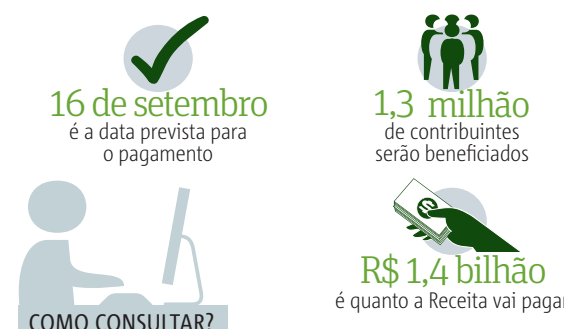 16 de setembro
é a data prevista para
o pagamento
1,3 milhão
de contribuintes
serão beneficiados
R$ 1,4 bilhão
é quanto a Receita vai pagar
COMO CONSULTAR?